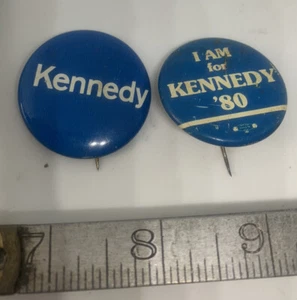 Kennedy
I AM
for
KENNEDY
'80
7 8 9